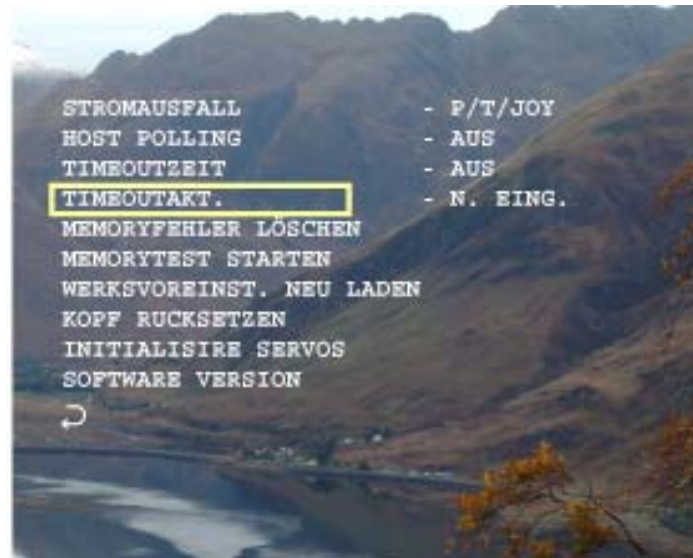 STROMAUSFALL - P/T/JOY
HOST POLLING - AUS
TIMEOUTZEIT - AUS
TIMEOUTAKT. - N. EING.
MEMORYFEHLER LÖSCHEN
MEMORYTEST STARTEN
WERKSVOREINST. NEU LADEN
KOPF RUCKSETZEN
INITIALISIRE SERVOS
SOFTWARE VERSION